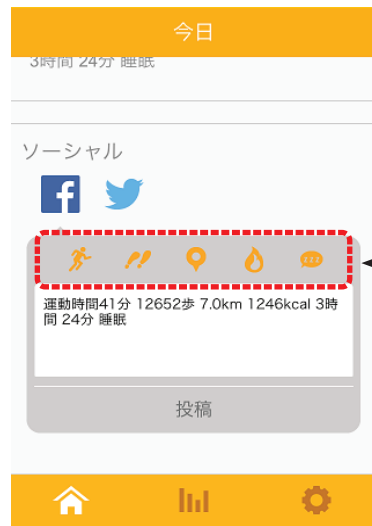 今日
3時間 24分 睡眠
ソーシャル
運動時間41分 12652歩 7.0km 1246kcal 3時
間 24分 睡眠
投稿